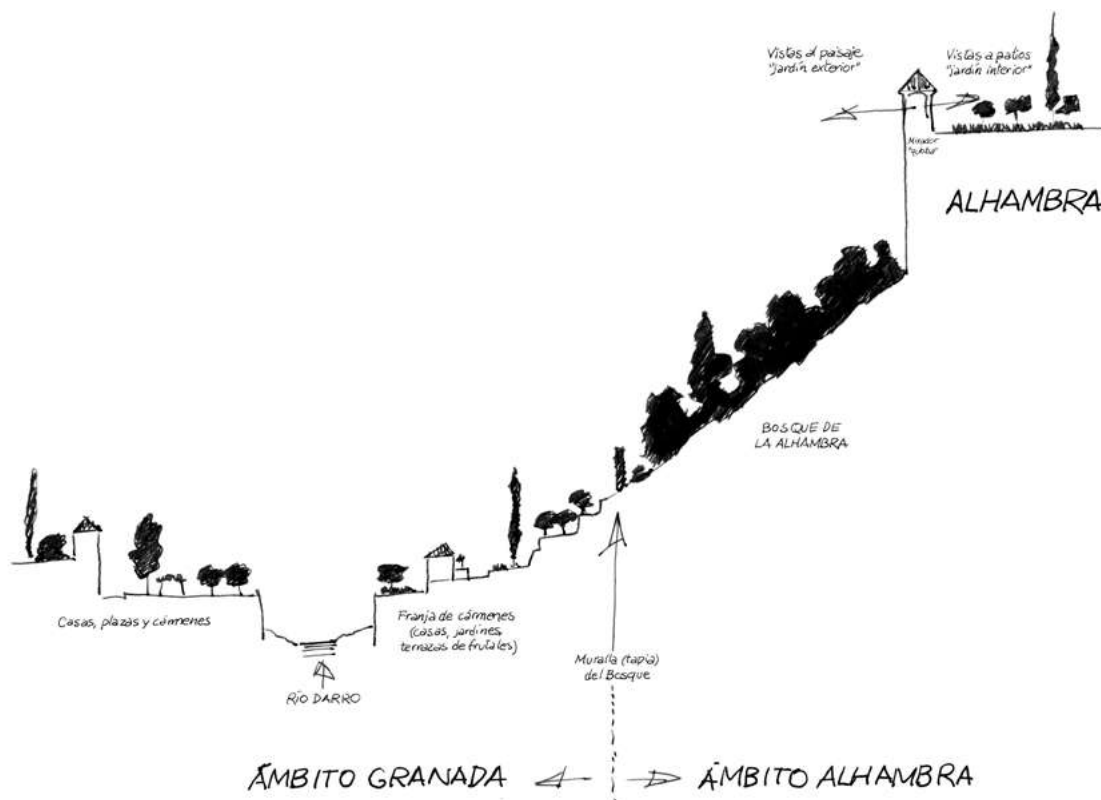 Vistas al paisaje
"jardín exterior"
Vistas a patios
"jardín interior"
Mirador
ALHAMBRA
BOSQUE DE
LA ALHAMBRA
Casas, plazas y cármenes
Franja de cármenes
(casas, jardines,
terrazas de frutales)
Muralla (tapia)
del Bosque
RÍO DARRO
ÁMBITO GRANADA
ÁMBITO ALHAMBRA